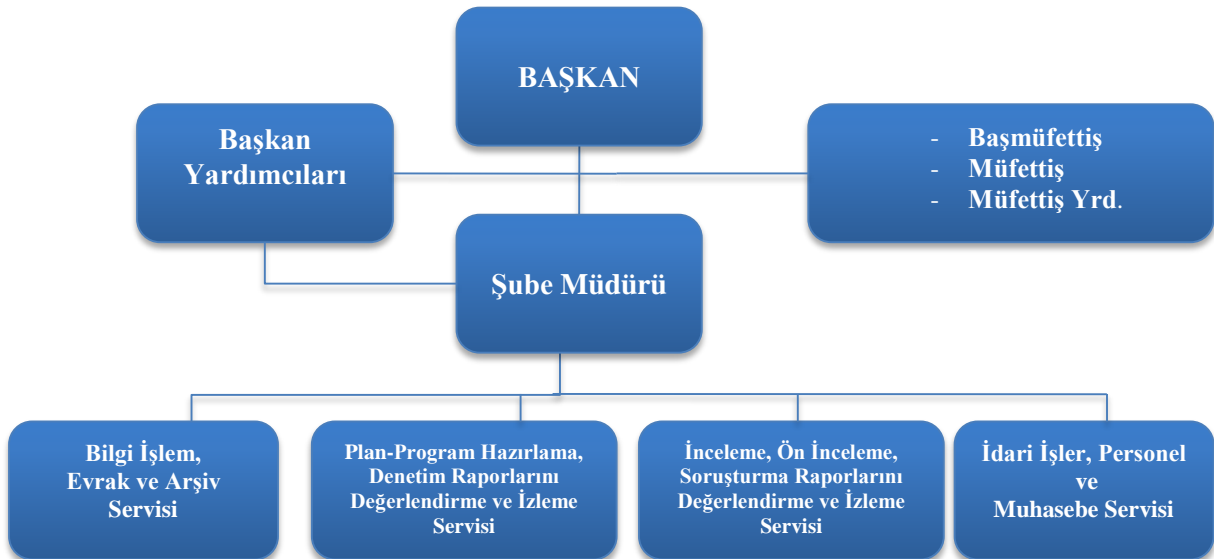 BAŞKAN
Başkan
Yardımcıları
- Başmüfettiş
- Müfettiş
- Müfettiş Yrd.
Şube Müdürü
Bilgi İşlem,
Evrak ve Arşiv
Servisi
Plan-Program Hazırlama,
Denetim Raporlarını
Değerlendirme ve İzleme
Servisi
İnceleme, Ön İnceleme,
Soruşturma Raporlarını
Değerlendirme ve İzleme
Servisi
İdari İşler, Personel
ve
Muhasebe Servisi